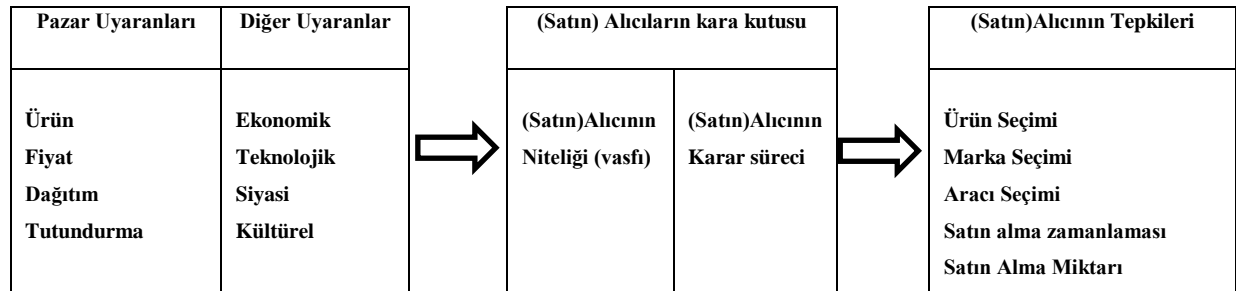 Pazar Uyaranları
Diğer Uyaranlar
(Satın) Alıcıların kara kutusu
(Satın)Alıcının Tepkileri
Ürün
Fiyat
Dağıtım
Tutundurma
Ekonomik
Teknolojik
Siyasi
Kültürel
(Satın)Alıcının
Niteliği (vasfı)
(Satın)Alıcının
Karar süreci
Ürün Seçimi
Marka Seçimi
Aracı Seçimi
Satın alma zamanlaması
Satın Alma Miktarı